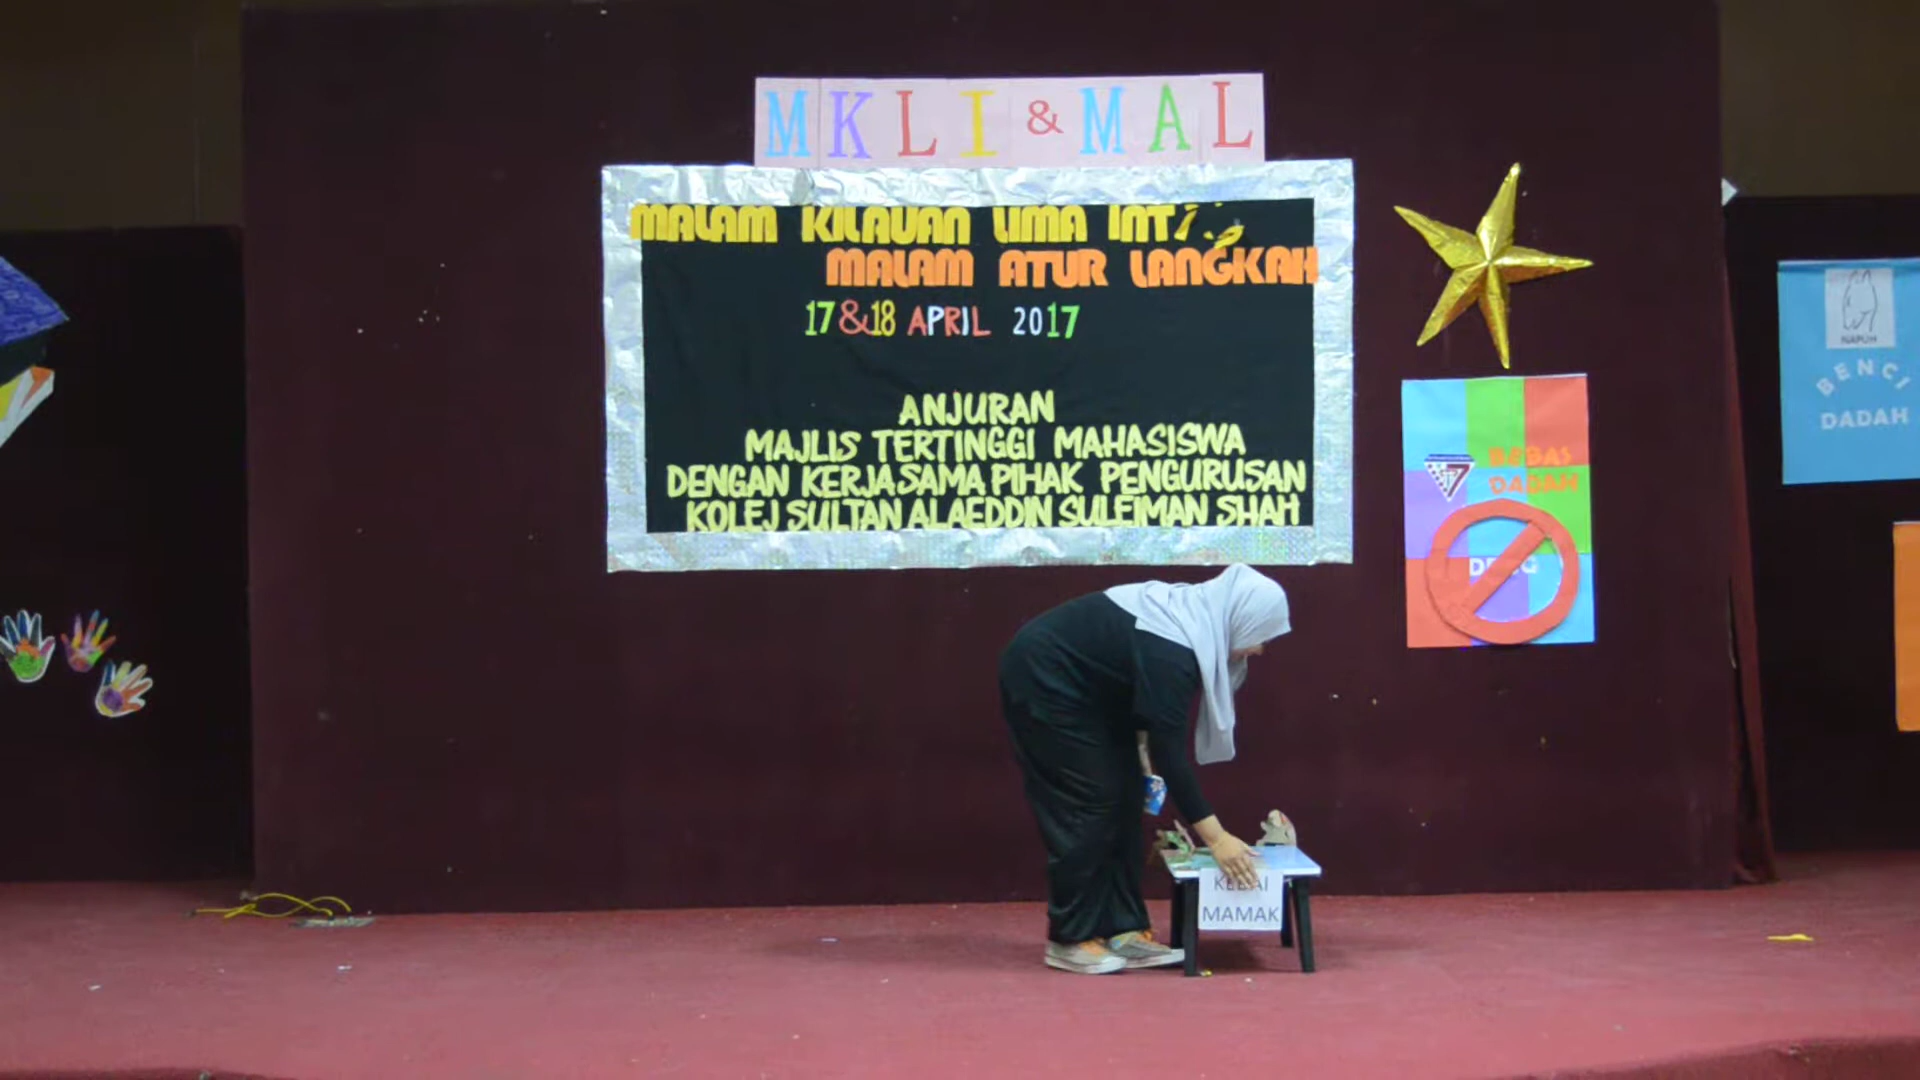 MKLI & MAL
MALAM KILAUAN LIMA
MALAM ATUR LANGKAH
17 & 18 APRIL 2017
ANJURAN
MAJLIS TERTINGGI MAHASISWA
DENGAN KERJASAMA PIHAK PENGURUSAN
KOLEJ SULTAN ALAEDDIN SULEIMAN SHAH
BEBAS
DADAH
NAPUH
BENCI
DADAH
MAMAK